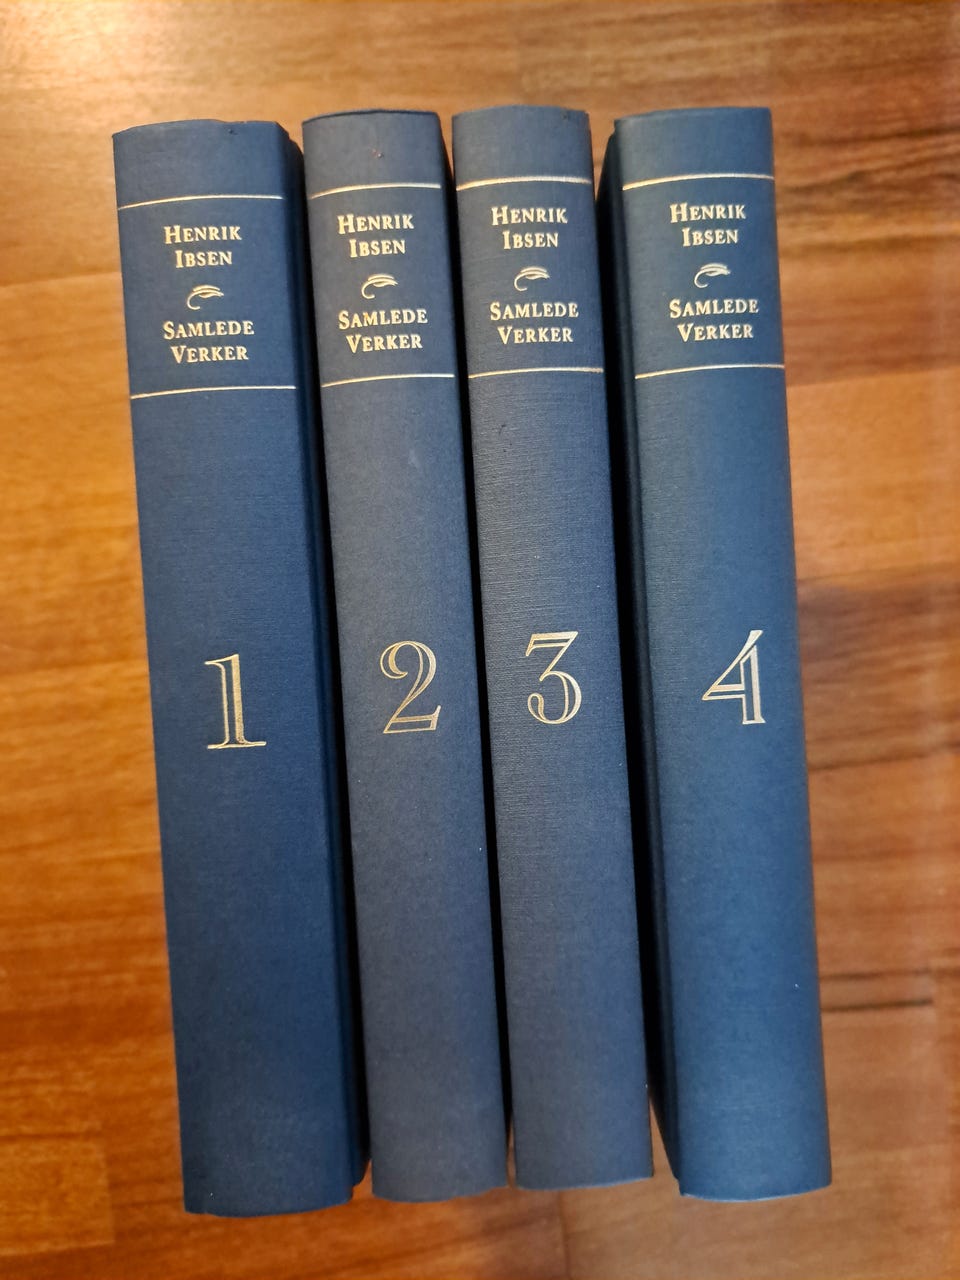 HENRIK
IBSEN
SAMLEDE
VERKER
1
HENRIK
IBSEN
SAMLEDE
VERKER
2
HENRIK
IBSEN
SAMLEDE
VERKER
3
HENRIK
IBSEN
SAMLEDE
VERKER
4